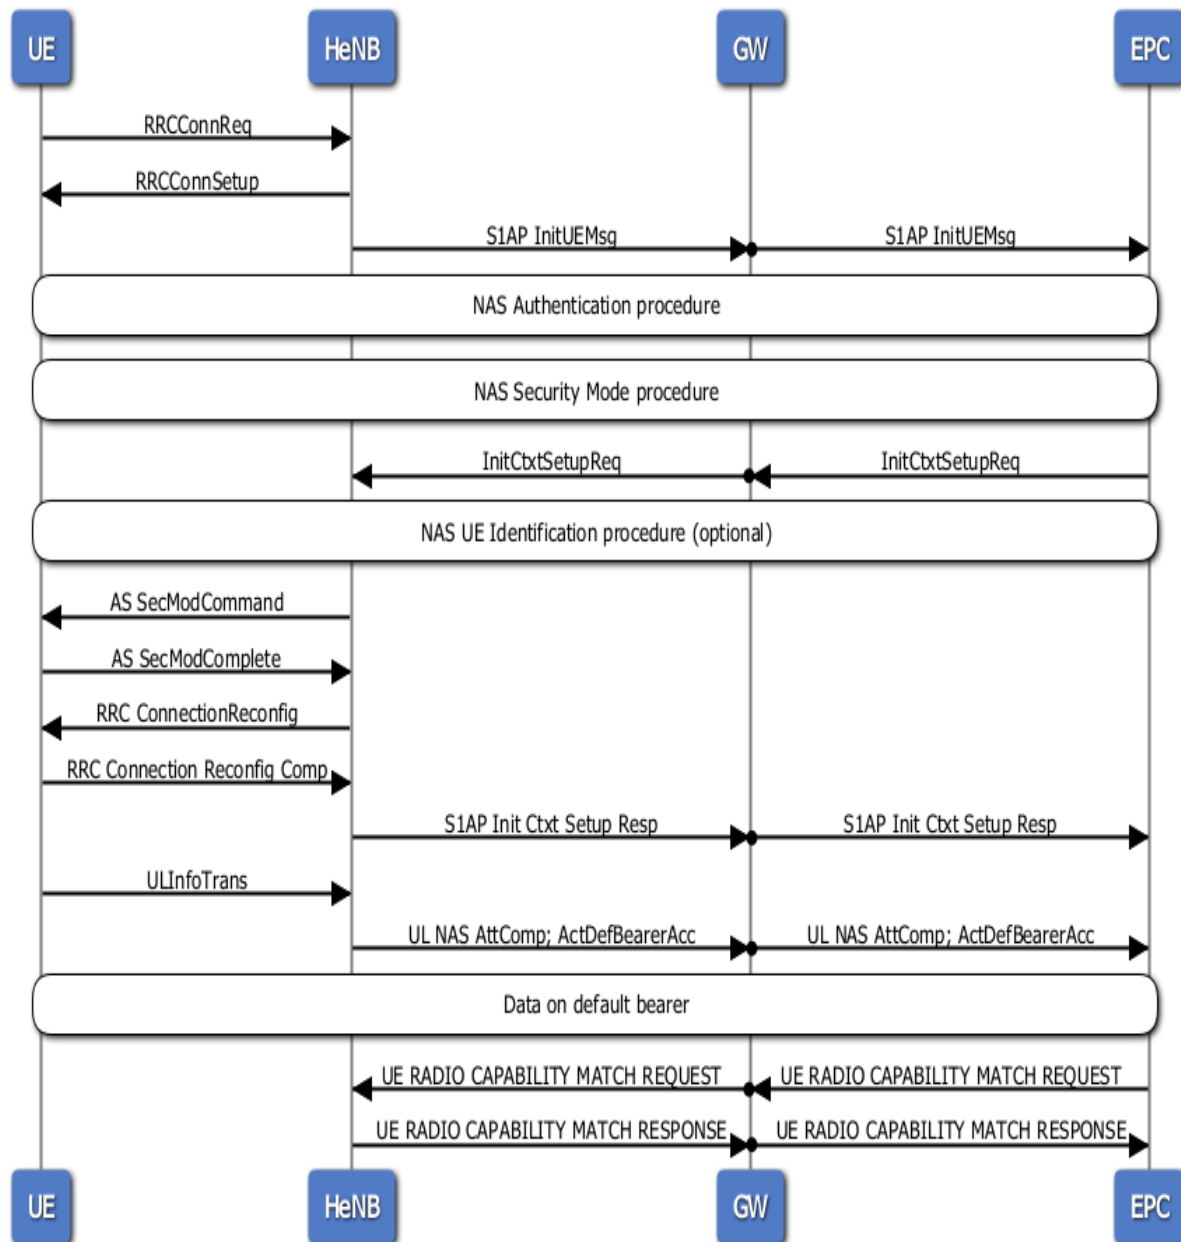 UE HeNB GW EPC
RRCConnReq
RRCConnSetup
S1AP InitUEMsg S1AP InitUEMsg
NAS Authentication procedure
NAS Security Mode procedure
InitCtxtSetupReq InitCtxtSetupReq
NAS UE Identification procedure (optional)
AS SecModCommand
AS SecModComplete
RRC ConnectionReconfig
RRC Connection Reconfig Comp
S1AP Init Ctxt Setup Resp S1AP Init Ctxt Setup Resp
ULInfoTrans
UL NAS AttComp; ActDefBearerAcc UL NAS AttComp; ActDefBearerAcc
Data on default bearer
UE RADIO CAPABILITY MATCH REQUEST UE RADIO CAPABILITY MATCH REQUEST
UE RADIO CAPABILITY MATCH RESPONSE UE RADIO CAPABILITY MATCH RESPONSE
UE HeNB GW EPC